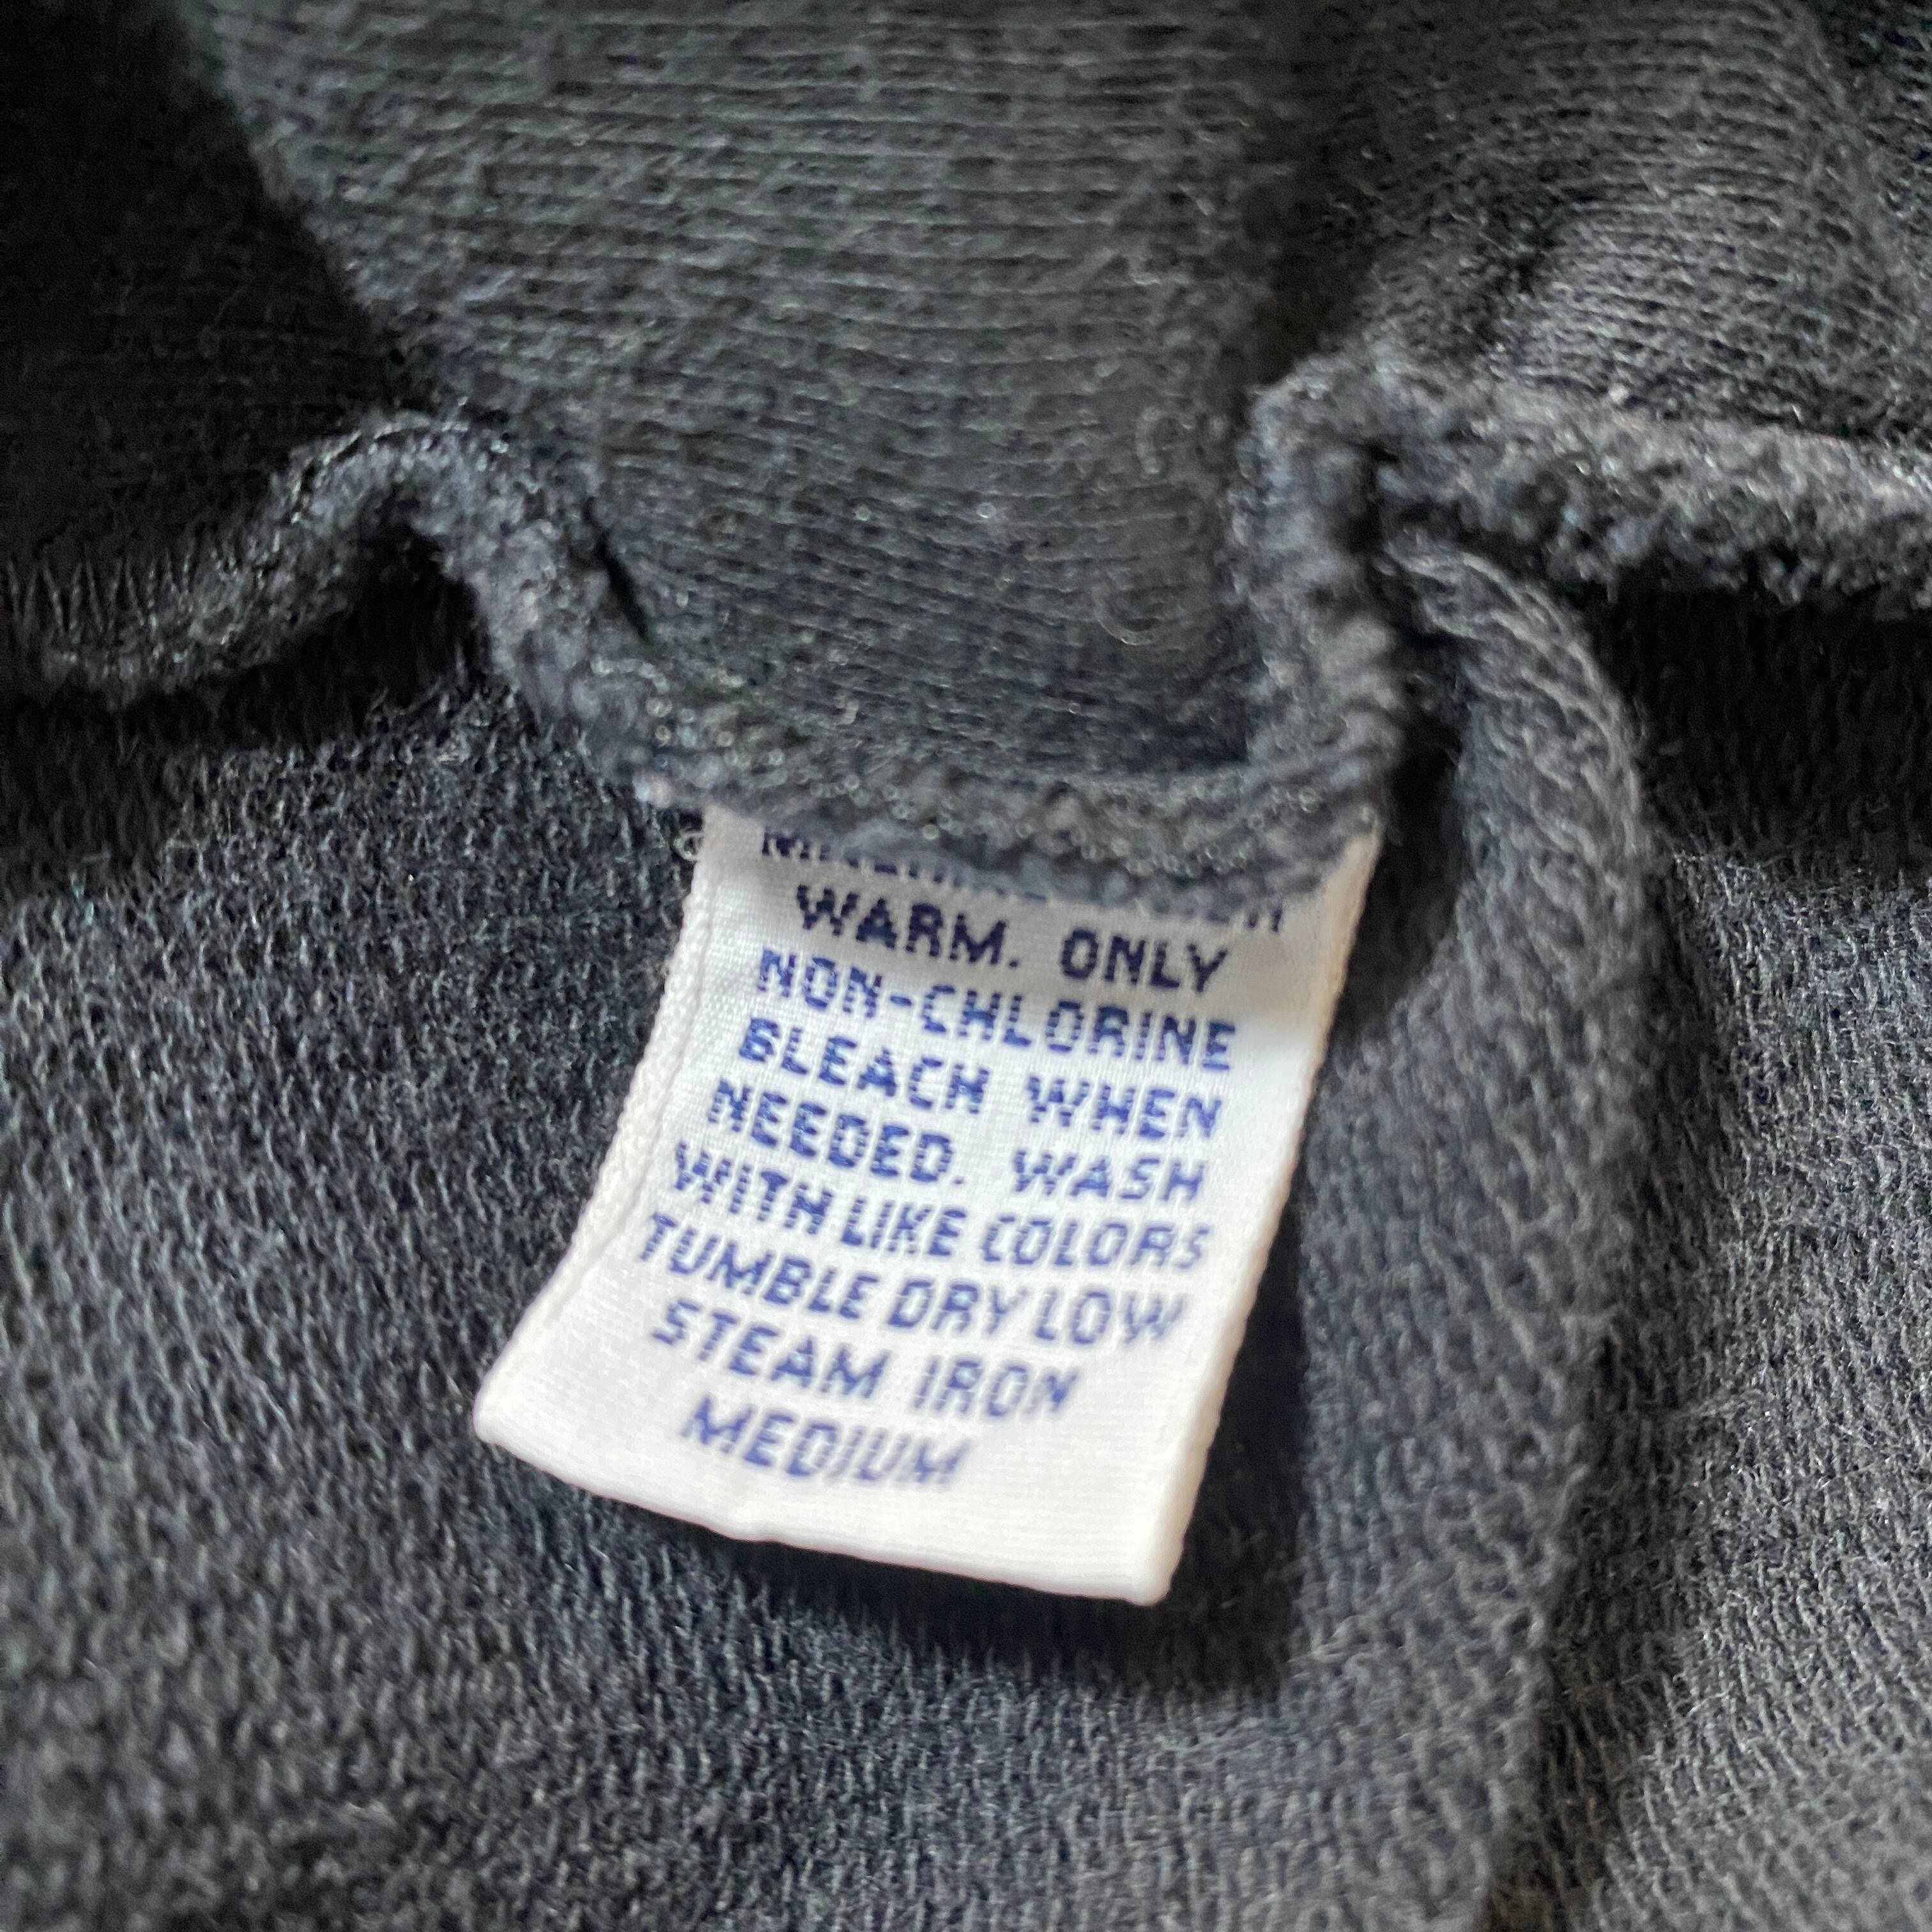 WARM. ONLY
NON-CHLORINE
BLEACH WHEN
NEEDED. WASH
WITH LIKE COLORS
TUMBLE DRY LOW
STEAM IRON
MEDIUM